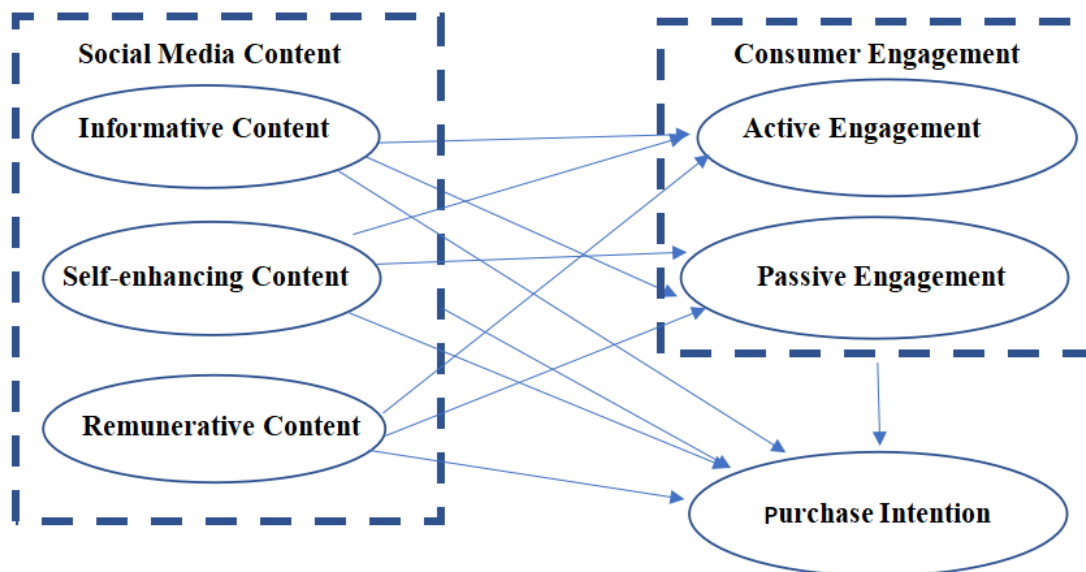 Social Media Content
Informative Content
Self-enhancing Content
Remunerative Content
Consumer Engagement
Active Engagement
Passive Engagement
Purchase Intention